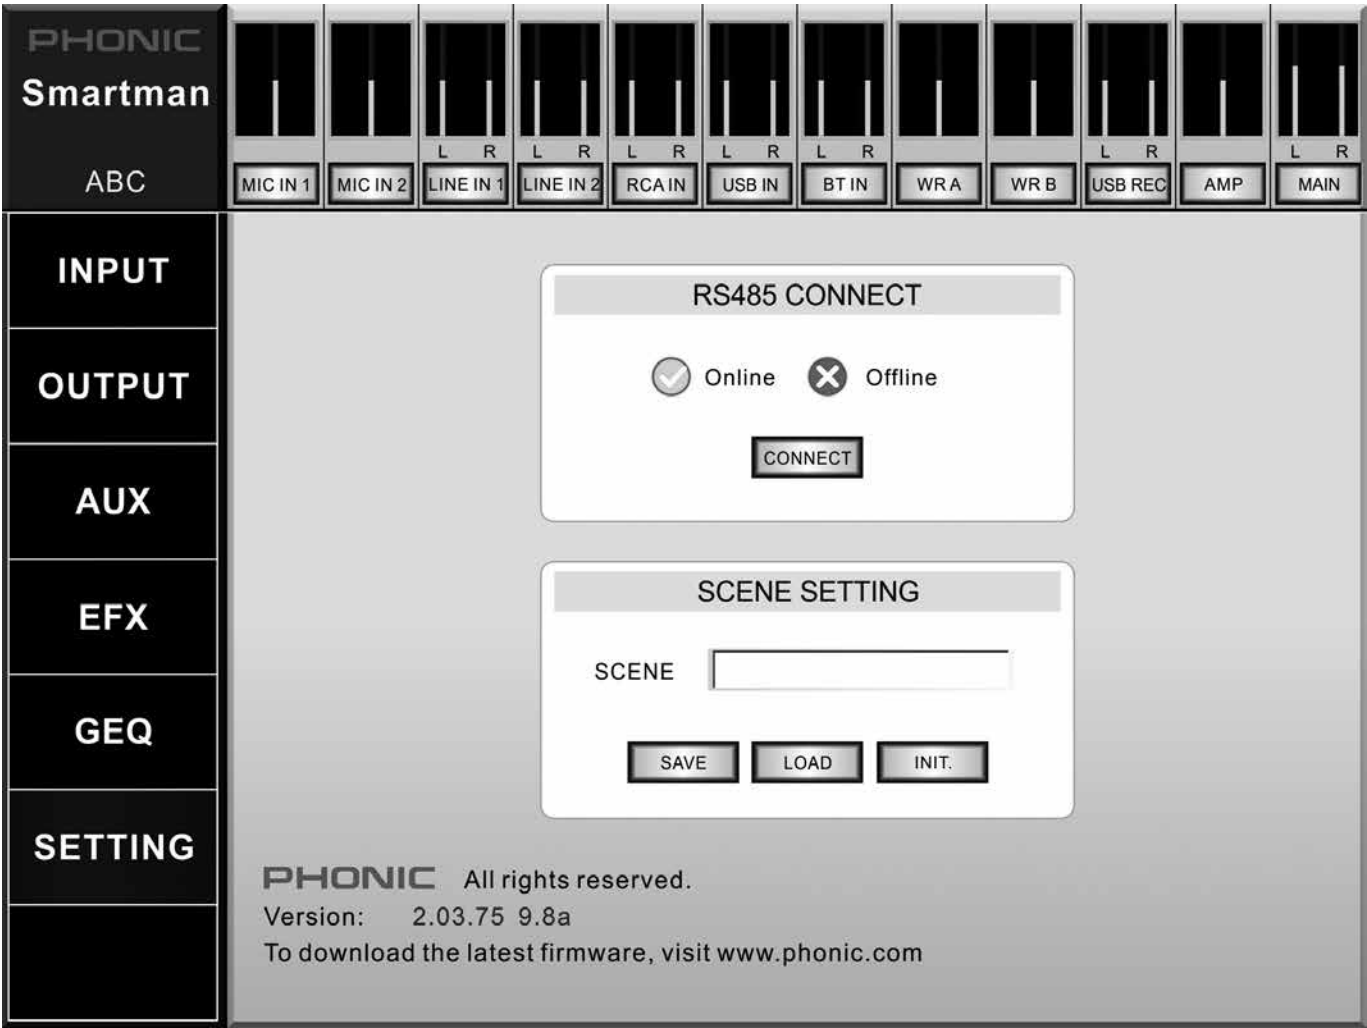 PHONIC
Smartman
ABC
L R L R L R L R L R L R L R
MIC IN 1 MIC IN 2 LINE IN 1 LINE IN 2 RCA IN USB IN BT IN WR A WR B USB REC AMP MAIN
INPUT
OUTPUT
AUX
EFX
GEQ
SETTING
RS485 CONNECT
Online Offline
CONNECT
SCENE SETTING
SCENE
SAVE LOAD INIT.
PHONIC All rights reserved.
Version: 2.03.75 9.8a
To download the latest firmware, visit www.phonic.com